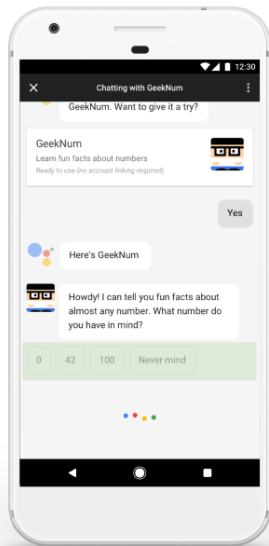 12:30
Chatting with GeekNum
GeekNum. Want to give it a try?
GeekNum
Learn fun facts about numbers
Ready to use (no account linking required)
Yes
Here's GeekNum
Howdy! I can tell you fun facts about
almost any number. What number do
you have in mind?
0 42 100 Never mind